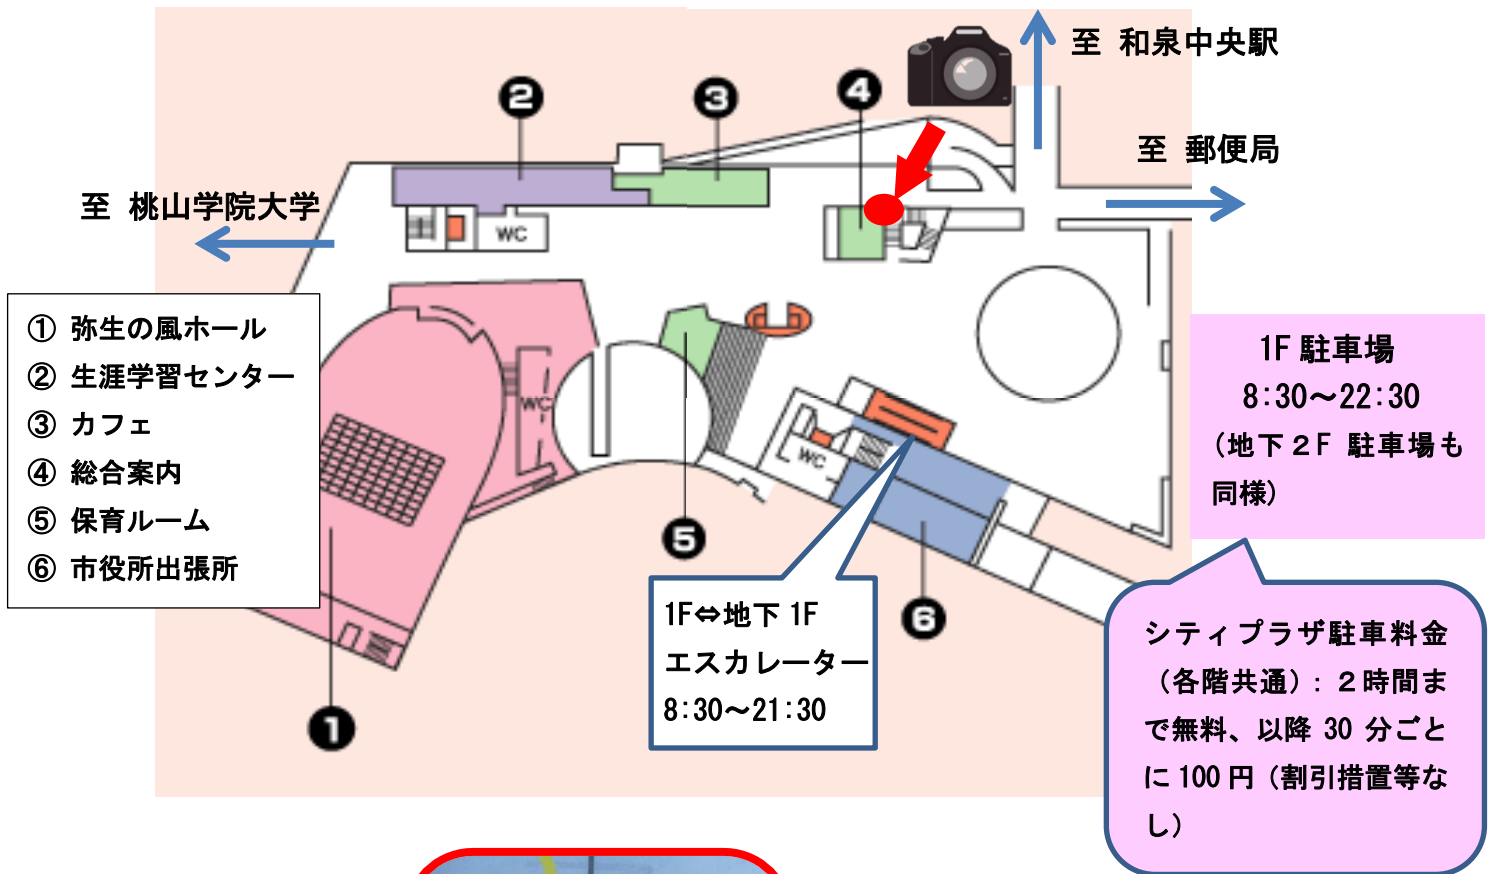 至 和泉中央駅
❷
❸
❹
至 郵便局
至 桃山学院大学
WC
① 弥生の風ホール
② 生涯学習センター
③ カフェ
④ 総合案内
⑤ 保育ルーム
⑥ 市役所出張所
WC
WC
1F 駐車場
8:30～22:30
(地下２F 駐車場も
同様)
❺
❻
❶
1F⇔地下 1F
エスカレーター
8:30～21:30
シティプラザ駐車料金
（各階共通）：２時間ま
で無料、以降 30 分ごと
に 100 円（割引措置等な
し）